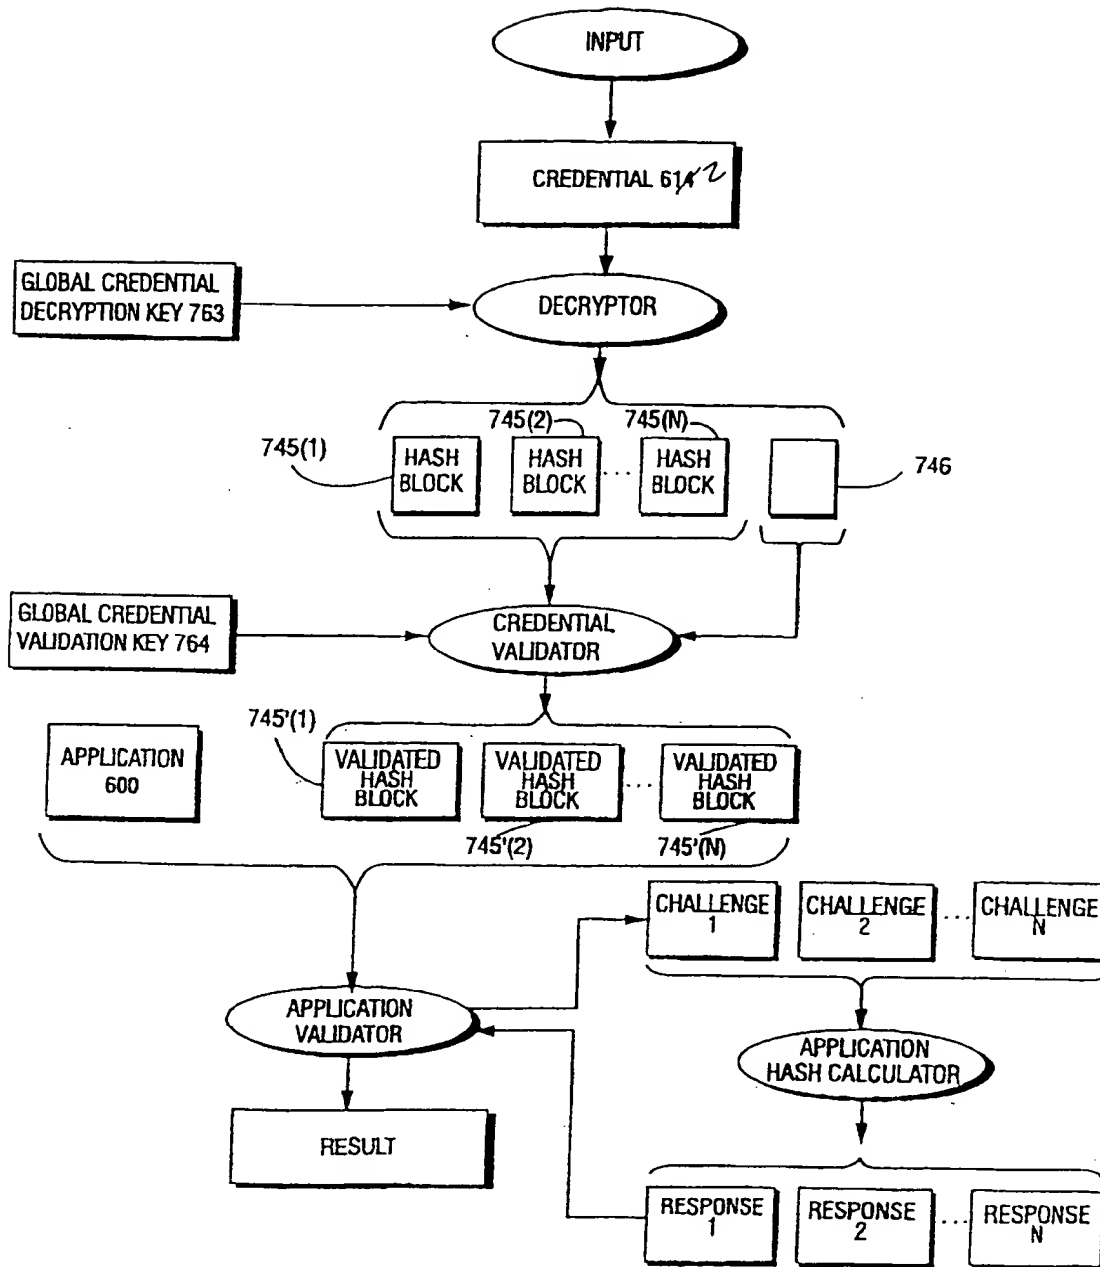 INPUT
CREDENTIAL 614 2
GLOBAL CREDENTIAL
DECRYPTION KEY 763
DECRYPTOR
745(1)
745(2)
745(N)
HASH
BLOCK
HASH
BLOCK
...
HASH
BLOCK
746
GLOBAL CREDENTIAL
VALIDATION KEY 764
CREDENTIAL
VALIDATOR
745'(1)
APPLICATION
600
VALIDATED
HASH
BLOCK
VALIDATED
HASH
BLOCK
...
VALIDATED
HASH
BLOCK
745'(2)
745'(N)
CHALLENGE
1
CHALLENGE
2
...
CHALLENGE
N
APPLICATION
VALIDATOR
APPLICATION
HASH CALCULATOR
RESULT
RESPONSE
1
RESPONSE
2
...
RESPONSE
N